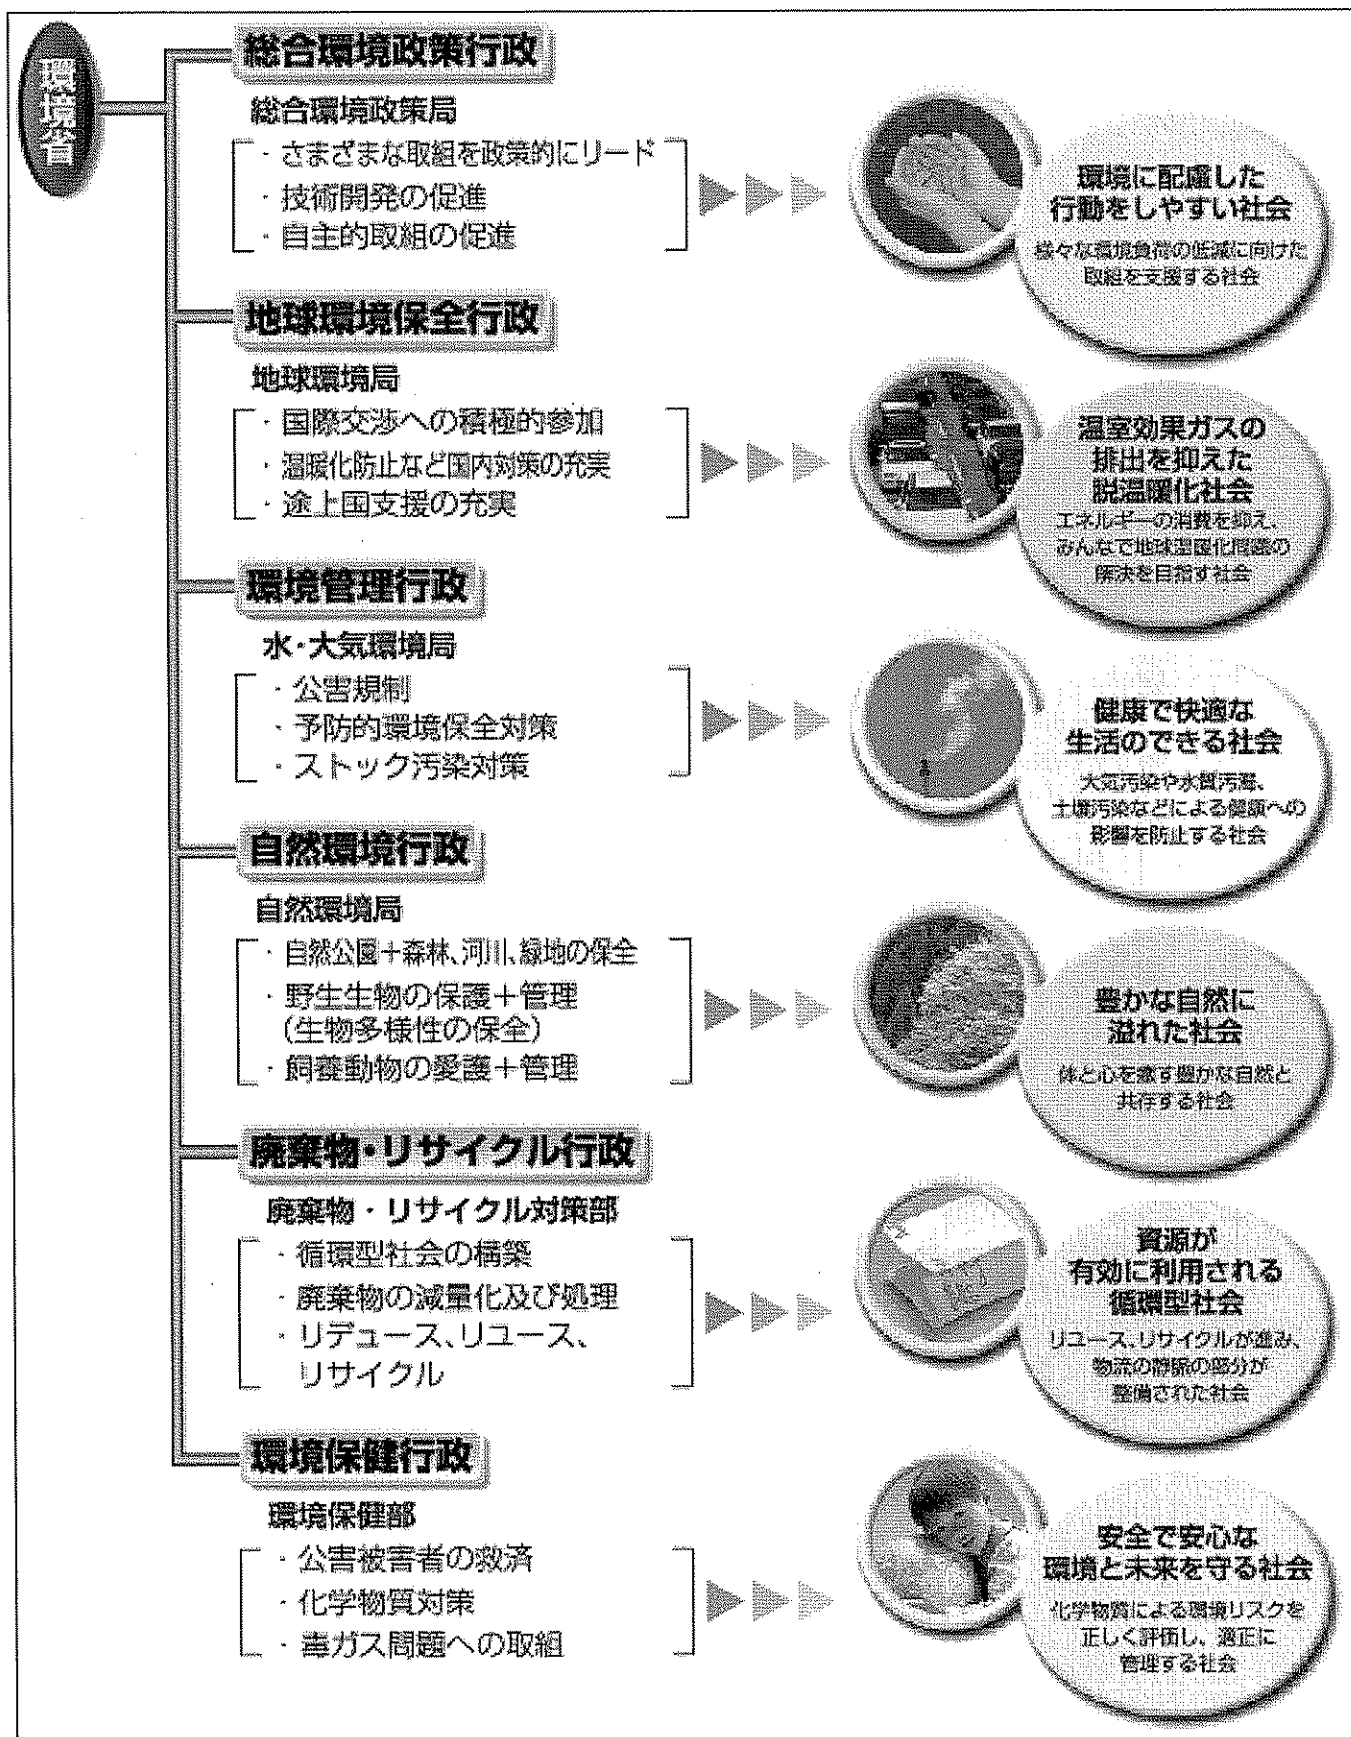 環境省
総合環境政策行政
総合環境政策局
・さまざまな取組を政策的にリード
・技術開発の促進
・自主的取組の促進
環境に配慮した
行動をしやすい社会
様々な環境負荷の低減に向けた
取組を支援する社会
地球環境保全行政
地球環境局
・国際交渉への積極的参加
・温暖化防止など国内対策の充実
・途上国支援の充実
温室効果ガスの
排出を抑えた
脱温暖化社会
エネルギーの消費を抑え、
みんなで地球温暖化問題の
解決を目指す社会
環境管理行政
水・大気環境局
・公害規制
・予防的環境保全対策
・ストック汚染対策
健康で快適な
生活のできる社会
大気汚染や水質汚濁、
土壌汚染などによる健康への
影響を防止する社会
自然環境行政
自然環境局
・自然公園+森林、河川、緑地の保全
・野生生物の保護+管理
(生物多様性の保全)
・飼養動物の愛護+管理
豊かな自然に
溢れた社会
体と心を癒す豊かな自然と
共存する社会
廃棄物・リサイクル行政
廃棄物・リサイクル対策部
・循環型社会の構築
・廃棄物の減量化及び処理
・リデュース、リユース、
リサイクル
資源が
有効に利用される
循環型社会
リユース、リサイクルが進み、
物流の静脈の部分が
整備された社会
環境保健行政
環境保健部
・公害被害者の救済
・化学物質対策
・毒ガス問題への取組
安全で安心な
環境と未来を守る社会
化学物質による環境リスクを
正しく評価し、適正に
管理する社会